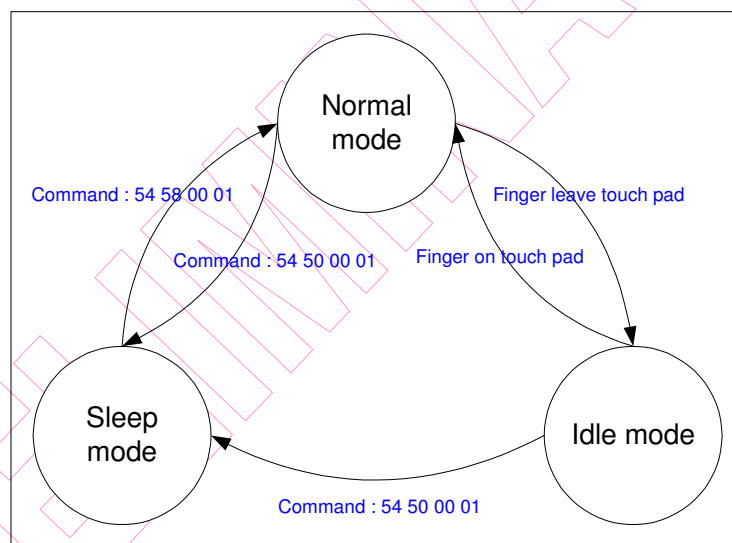 Normal
mode
Command : 54 58 00 01
Finger leave touch pad
Command : 54 50 00 01
Finger on touch pad
Sleep
mode
Idle mode
Command : 54 50 00 01